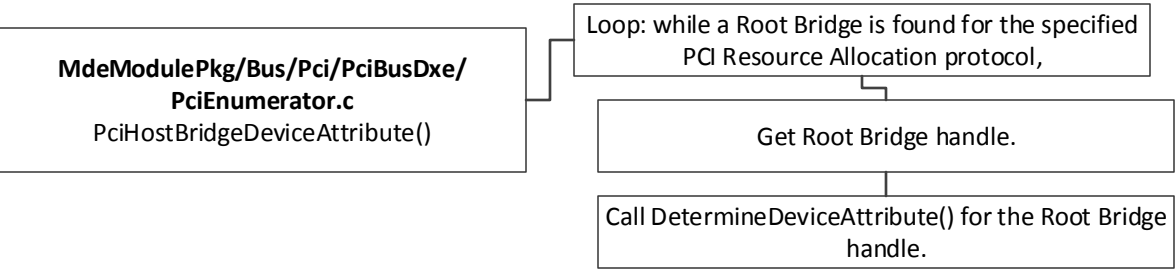 MdeModulePkg/Bus/Pci/PciBusDxe/
PciEnumerator.c
PciHostBridgeDeviceAttribute()
Loop: while a Root Bridge is found for the specified
PCI Resource Allocation protocol,
Get Root Bridge handle.
Call DetermineDeviceAttribute() for the Root Bridge
handle.